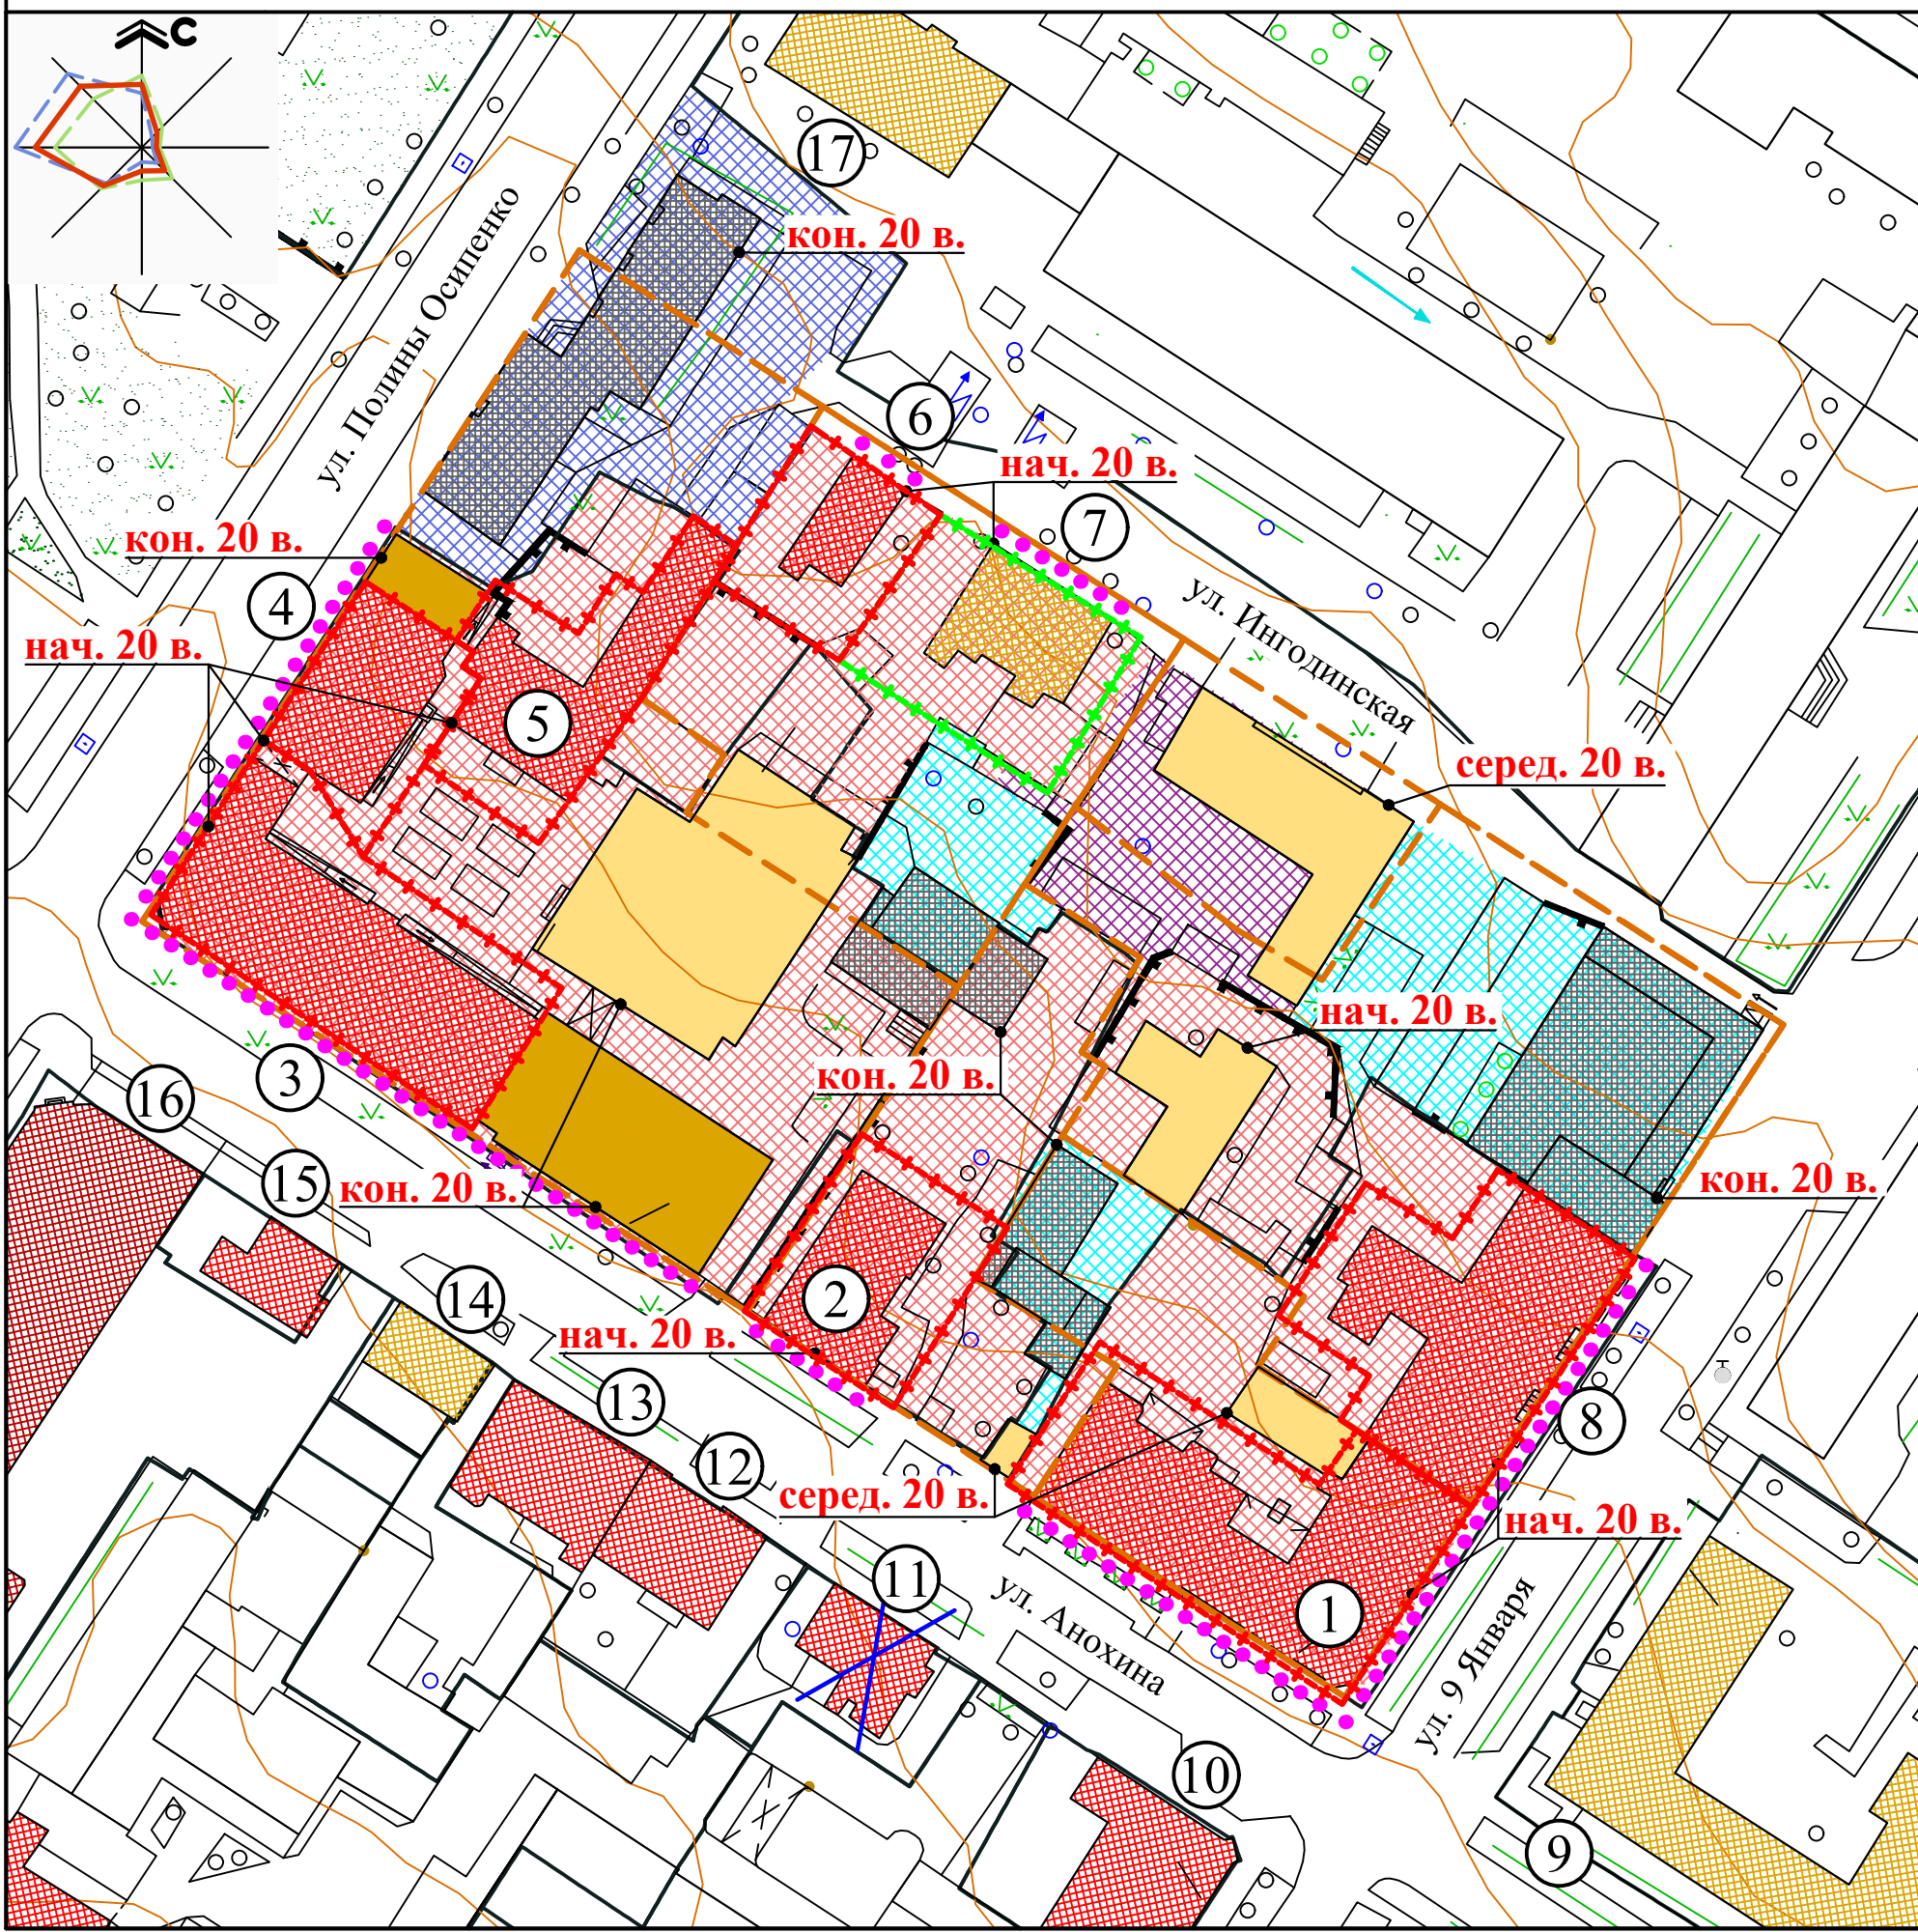 С
17
кон. 20 в.
ул. Полины Осипенко
6
нач. 20 в.
7
кон. 20 в.
4
ул. Ингодинская
нач. 20 в.
5
серед. 20 в.
нач. 20 в.
3
кон. 20 в.
16
15
кон. 20 в.
кон. 20 в.
14
2
нач. 20 в.
13
8
12
серед. 20 в.
нач. 20 в.
11
ул. Анохина
1
ул. 9 Января
10
9